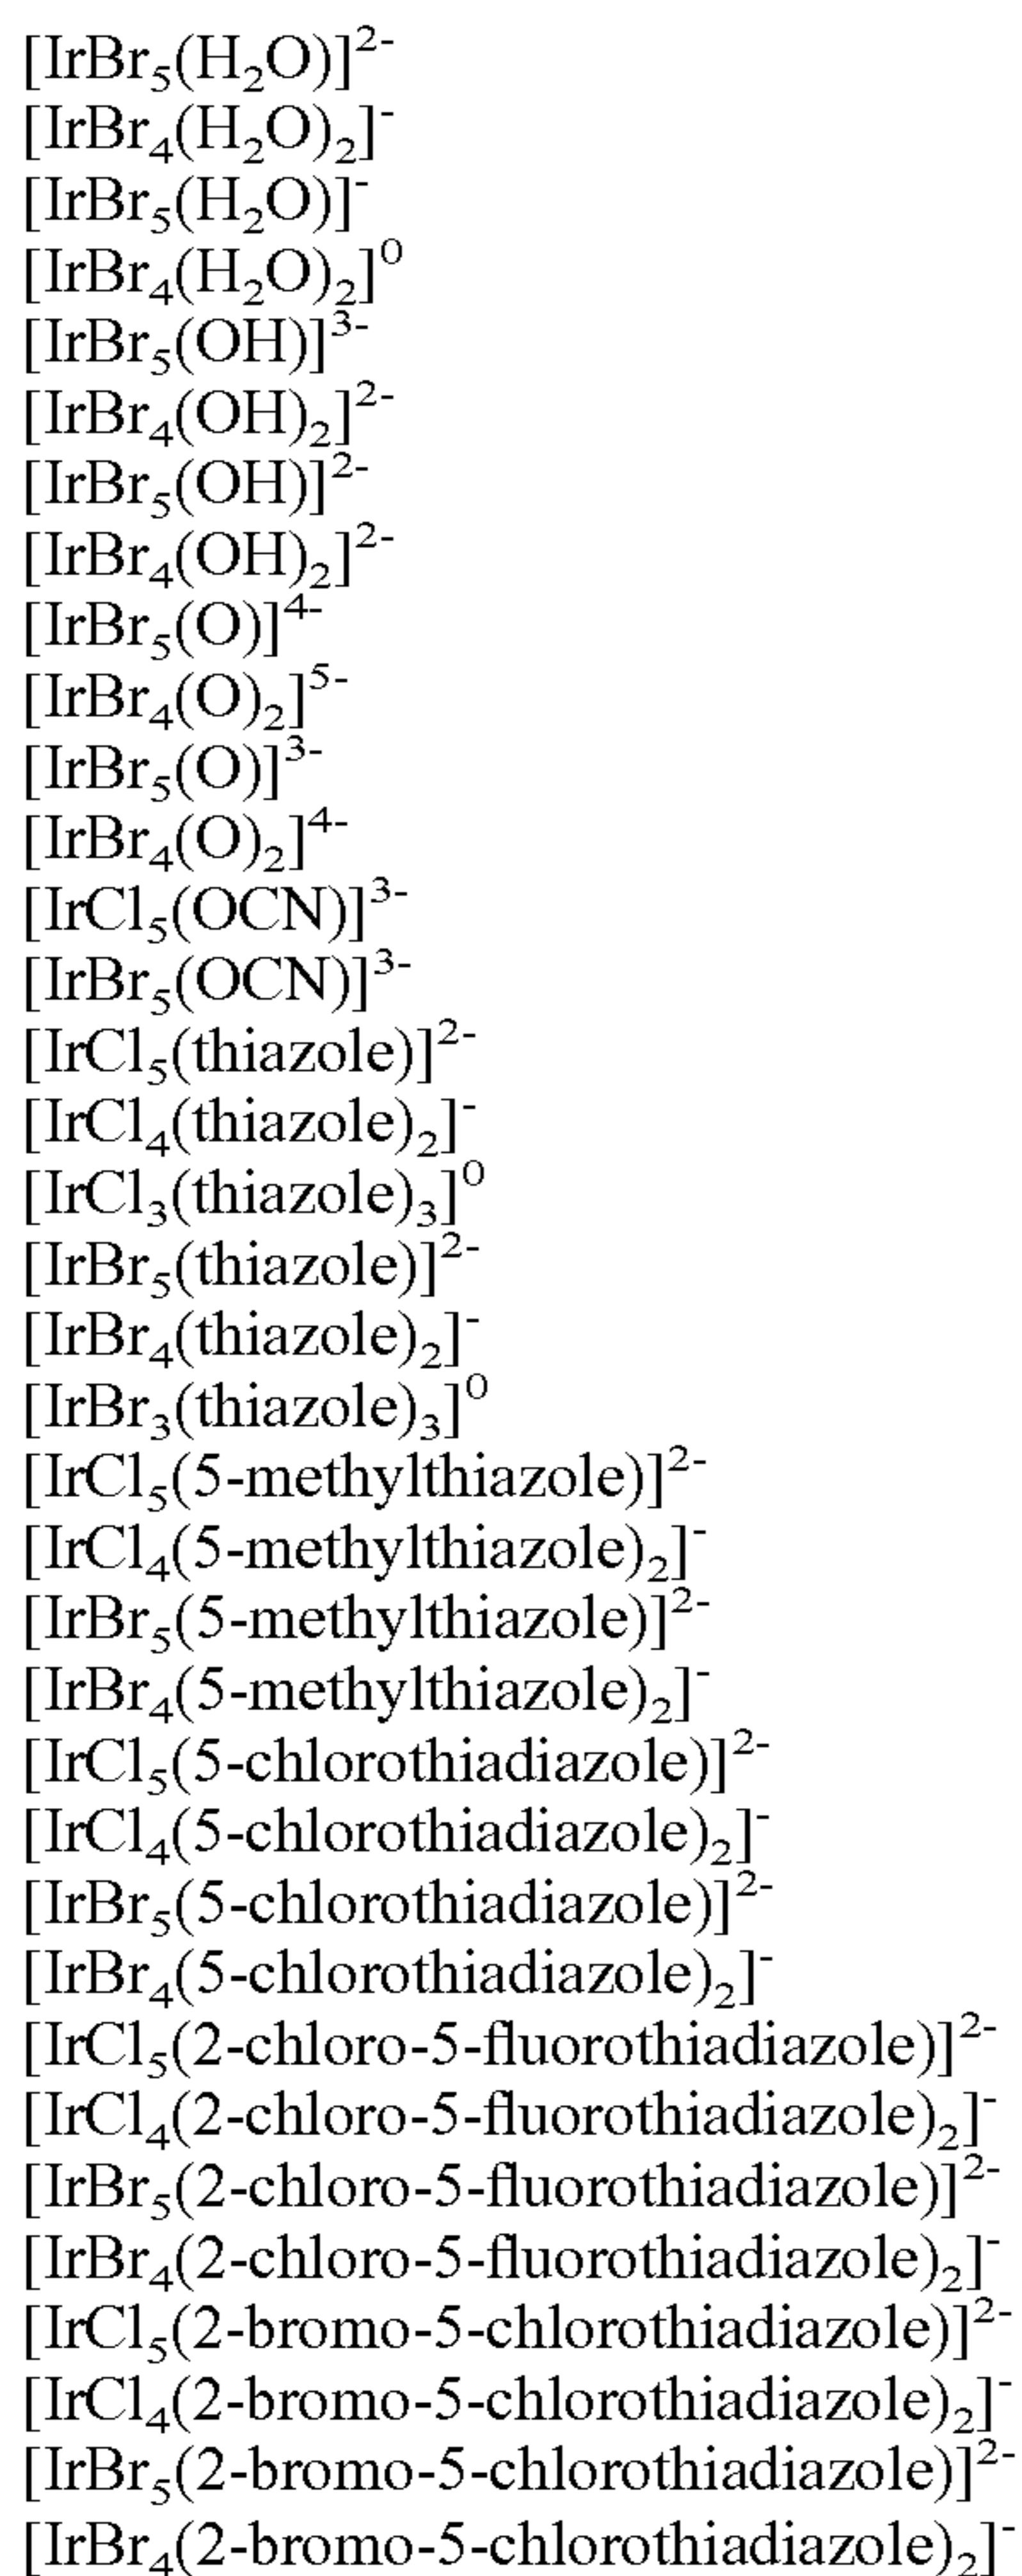 [IrBr₅(H₂O)]²⁻
[IrBr₄(H₂O)₂]⁻
[IrBr₅(H₂O)]⁻
[IrBr₄(H₂O)₂]⁰
[IrBr₅(OH)]³⁻
[IrBr₄(OH)₂]²⁻
[IrBr₅(OH)]²⁻
[IrBr₄(OH)₂]²⁻
[IrBr₅(O)]⁴⁻
[IrBr₄(O)₂]⁵⁻
[IrBr₅(O)]³⁻
[IrBr₄(O)₂]⁴⁻
[IrCl₅(OCN)]³⁻
[IrBr₅(OCN)]³⁻
[IrCl₅(thiazole)]²⁻
[IrCl₄(thiazole)₂]⁻
[IrCl₃(thiazole)₃]⁰
[IrBr₅(thiazole)]²⁻
[IrBr₄(thiazole)₂]⁻
[IrBr₃(thiazole)₃]⁰
[IrCl₅(5-methylthiazole)]²⁻
[IrCl₄(5-methylthiazole)₂]⁻
[IrBr₅(5-methylthiazole)]²⁻
[IrBr₄(5-methylthiazole)₂]⁻
[IrCl₅(5-chlorothiadiazole)]²⁻
[IrCl₄(5-chlorothiadiazole)₂]⁻
[IrBr₅(5-chlorothiadiazole)]²⁻
[IrBr₄(5-chlorothiadiazole)₂]⁻
[IrCl₅(2-chloro-5-fluorothiadiazole)]²⁻
[IrCl₄(2-chloro-5-fluorothiadiazole)₂]⁻
[IrBr₅(2-chloro-5-fluorothiadiazole)]²⁻
[IrBr₄(2-chloro-5-fluorothiadiazole)₂]⁻
[IrCl₅(2-bromo-5-chlorothiadiazole)]²⁻
[IrCl₄(2-bromo-5-chlorothiadiazole)₂]⁻
[IrBr₅(2-bromo-5-chlorothiadiazole)]²⁻
[IrBr₄(2-bromo-5-chlorothiadiazole)₂]⁻